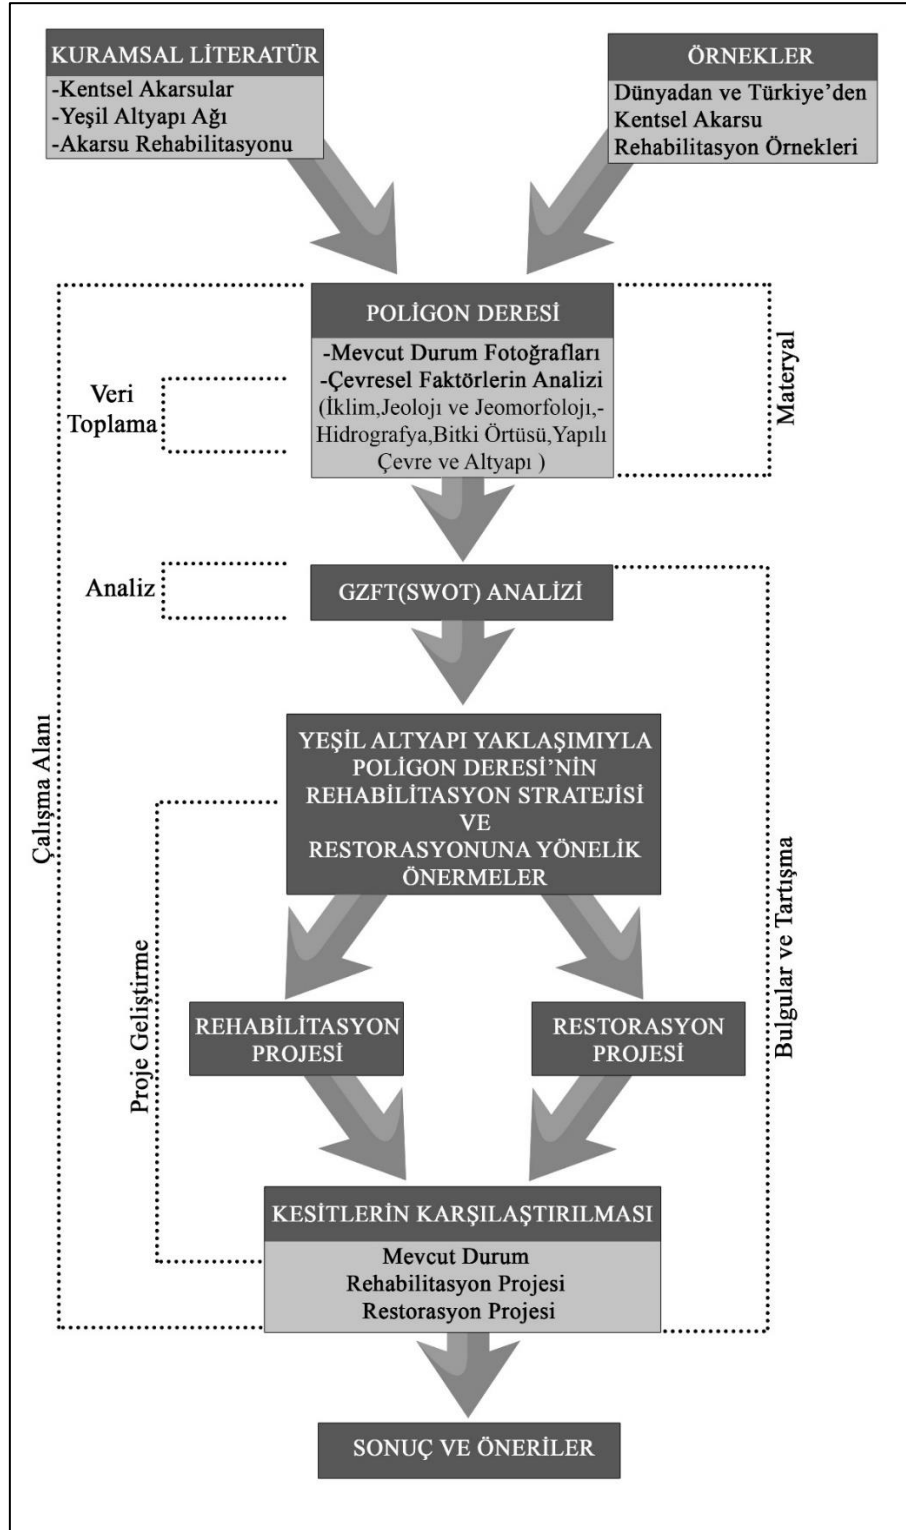 KURAMSAL LİTERATÜR
-Kentsel Akarsular
-Yeşil Altyapı Ağı
-Akarsu Rehabilitasyonu
ÖRNEKLER
Dünyadan ve Türkiye’den
Kentsel Akarsu
Rehabilitasyon Örnekleri
POLİGON DERESİ
-Mevcut Durum Fotoğrafları
-Çevresel Faktörlerin Analizi
(İklim,Jeolojı ve Jeomorfolojı,-
Hidrografya,Bitki Örtüsü,Yapılı
Çevre ve Altyapı )
Veri
Toplama
Materyal
Analiz
GZFT(SWOT) ANALİZİ
YEŞİL ALTYAPI YAKLAŞIMIYLA
POLİGON DERESİ’NİN
REHABİLİTASYON STRATEJİSİ
VE
RESTORASYONUNA YÖNELİK
ÖNERMELER
Çalışma Alanı
Proje Geliştirme
Bulgular ve Tartışma
REHABİLİTASYON
PROJESİ
RESTORASYON
PROJESİ
KESİTLERİN KARŞILAŞTIRILMASI
Mevcut Durum
Rehabilitasyon Projesi
Restorasyon Projesi
SONUÇ VE ÖNERİLER